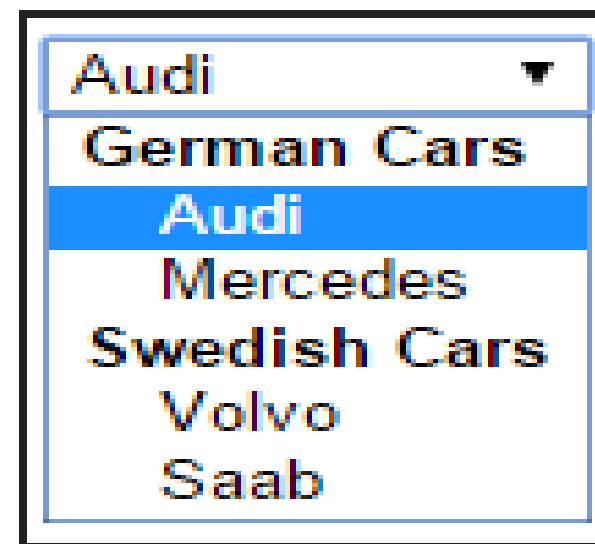 Audi
German Cars
Audi
Mercedes
Swedish Cars
Volvo
Saab